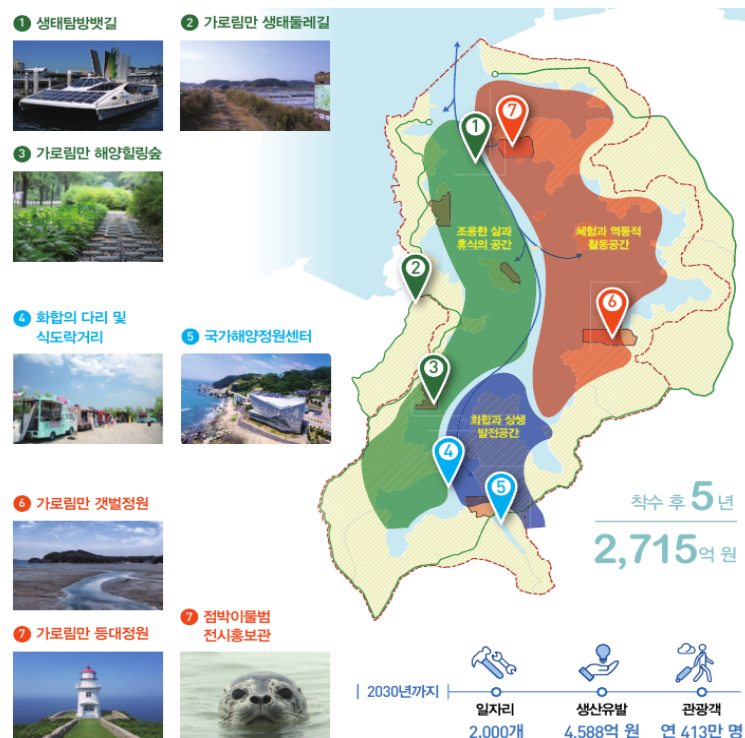 1 생태탐방뱃길
2 가로림만 생태둘레길
3 가로림만 해양힐링숲
4 화합의 다리 및
식도락거리
5 국가해양정원센터
6 가로림만 갯벌정원
7 가로림만 등대정원
7 점박이물범
전시홍보관
1
7
조용한 삶과
휴식의 공간
체험과 역동적
활동공간
2
6
3
화합과 상생
발전공간
4
5
착수 후 5년
2,715억 원
2030년까지
일자리
2,000개
생산유발
4,588억 원
관광객
연 413만 명